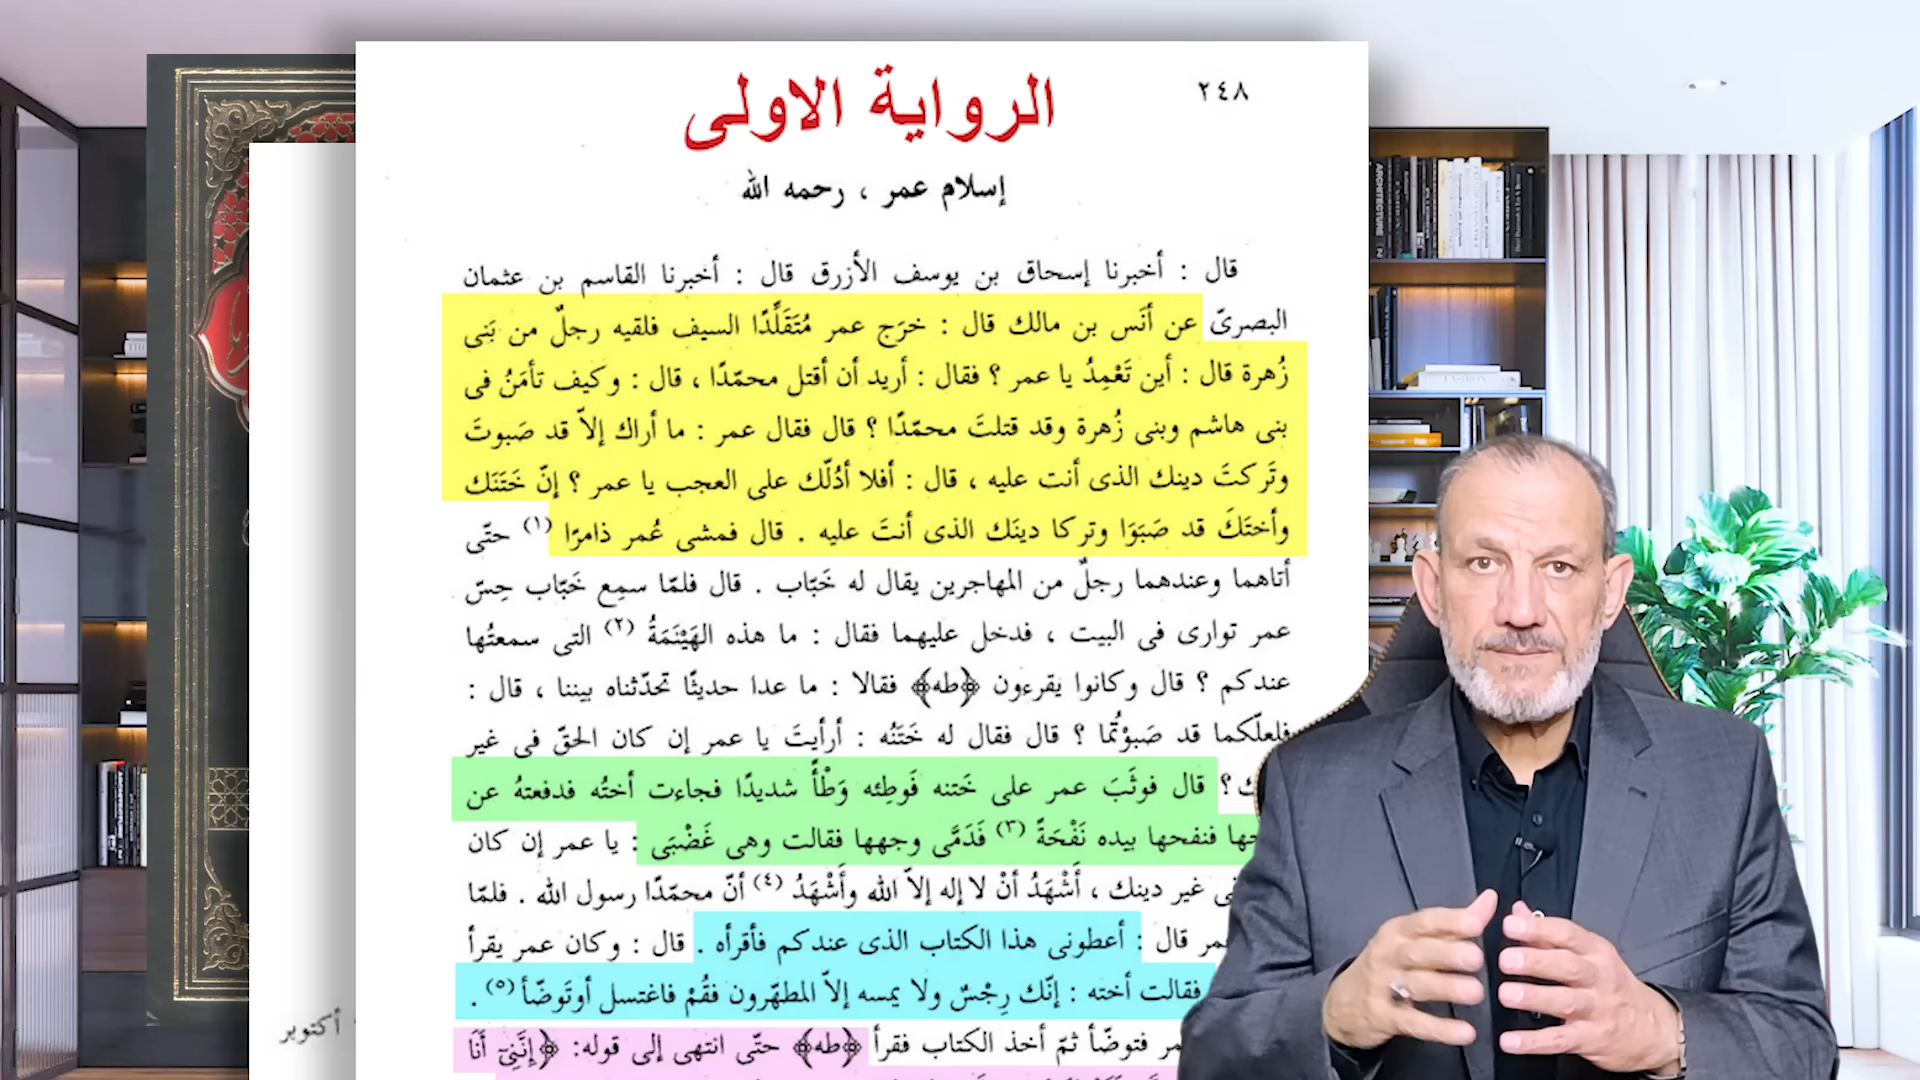 ٢٤٨
الرواية الاولى
إسلام عمر ، رحمه الله
قال : أخبرنا إسحاق بن يوسف الأزرق قال : أخبرنا القاسم بن عثمان
البصرىّ عن أنَس بن مالك قال : خرَج عمر مُتَقَلِّدًا السيف فلقيه رجلٌ من بَنى
زُهرة قال : أين تَعْمِدُ يا عمر ؟ فقال : أريد أن أقتل محمّدًا ، قال : وكيف تأمَنُ فى
بنى هاشم وبنى زُهرة وقد قتلتَ محمّدًا ؟ قال فقال عمر : ما أراك إلاّ قد صَبوتَ
وتَركتَ دينك الذى أنت عليه ، قال : أفلا أدُلّك على العجب يا عمر ؟ إنّ خَتَنَك
وأختَكَ قد صَبَوَا وتركا دينَك الذى أنتَ عليه . قال فمشى عُمر ذامرًا (١) حتّى
أتاهما وعندهما رجلٌ من المهاجرين يقال له خَبّاب . قال فلمّا سمِع خَبّاب حِسّ
عمر توارى فى البيت ، فدخل عليهما فقال : ما هذه الهَيْنَمَةُ (٢) التى سمعتُها
عندكم ؟ قال وكانوا يقرءون ﴿طه﴾ فقالا : ما عدا حديثًا تحدّثناه بيننا ، قال :
فلعلّكما قد صَبوْتُما ؟ قال فقال له خَتَنُه : أرأيتَ يا عمر إن كان الحقّ فى غير
؟ قال فوثَبَ عمر على خَتنه فَوطِئه وَطْأً شديدًا فجاءت أختُه فدفعتهُ عن
فنفحها بيده نَفْحَةً (٣) فَدَمَّى وجهها فقالت وهى غَضْبَى : يا عمر إن كان
غير دينك ، أَشْهَدُ أنْ لا إله إلاّ الله وأَشْهَدُ (٤) أنّ محمّدًا رسول الله . فلمّا
قال : أعطونى هذا الكتاب الذى عندكم فأقرأه . قال : وكان عمر يقرأ
فقالت أخته : إنّك رِجْسٌ ولا يمسه إلاّ المطهّرون فقُمْ فاغتسل أوتَوضّأ (٥) .
فتوضّأ ثمّ أخذ الكتاب فقرأ ﴿طه﴾ حتّى انتهى إلى قوله: ﴿إِنَّنِىٓ أَنَا
أكتوبر
ARCHITECTURE
FASHION